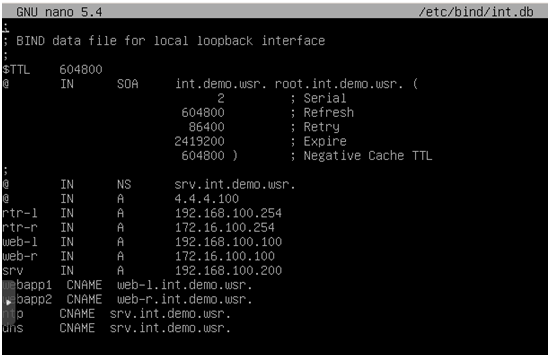 GNU nano 5.4 /etc/bind/int.db
;
; BIND data file for local loopback interface
;
$TTL 604800
@ IN SOA int.demo.wsr. root.int.demo.wsr. (
2 ; Serial
604800 ; Refresh
86400 ; Retry
2419200 ; Expire
604800 ) ; Negative Cache TTL
;
@ IN NS srv.int.demo.wsr.
@ IN A 4.4.4.100
rtr-l IN A 192.168.100.254
rtr-r IN A 172.16.100.254
web-l IN A 192.168.100.100
web-r IN A 172.16.100.100
srv IN A 192.168.100.200
webapp1 CNAME web-l.int.demo.wsr.
webapp2 CNAME web-r.int.demo.wsr.
ntp CNAME srv.int.demo.wsr.
dns CNAME srv.int.demo.wsr.